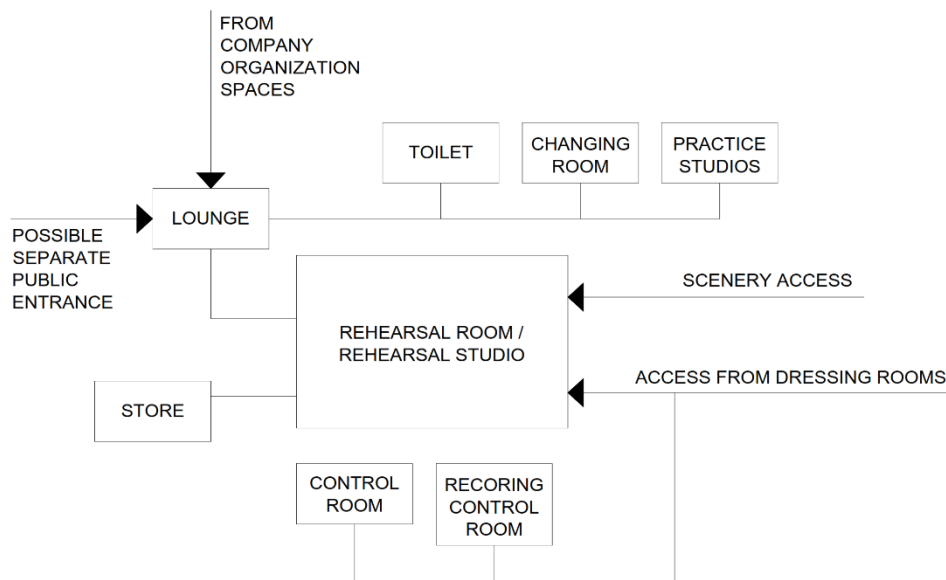 FROM
COMPANY
ORGANIZATION
SPACES
TOILET
CHANGING
ROOM
PRACTICE
STUDIOS
LOUNGE
POSSIBLE
SEPARATE
PUBLIC
ENTRANCE
SCENERY ACCESS
REHEARSAL ROOM /
REHEARSAL STUDIO
ACCESS FROM DRESSING ROOMS
STORE
CONTROL
ROOM
RECORING
CONTROL
ROOM